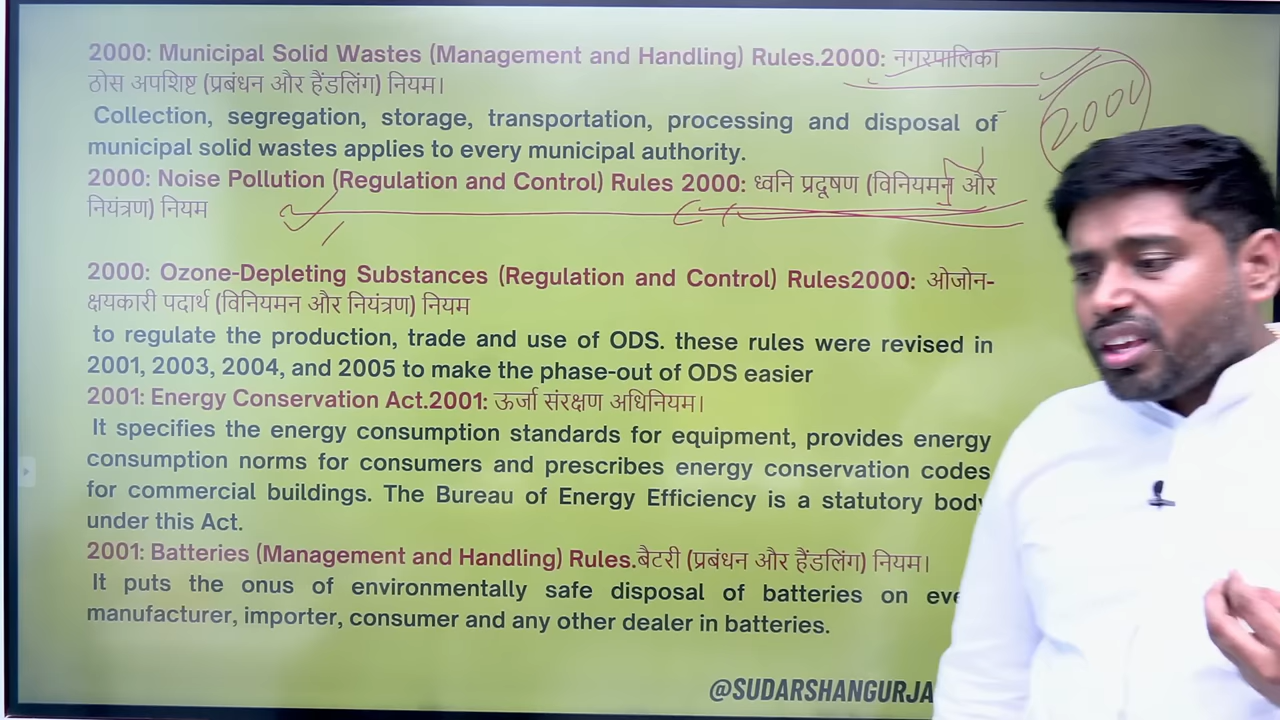 2000: Municipal Solid Wastes (Management and Handling) Rules.2000: नगरपालिका
ठोस अपशिष्ट (प्रबंधन और हैंडलिंग) नियम।
Collection, segregation, storage, transportation, processing and disposal of
municipal solid wastes applies to every municipal authority.
2000: Noise Pollution (Regulation and Control) Rules 2000: ध्वनि प्रदूषण (विनियमन और
नियंत्रण) नियम
2000
2000: Ozone-Depleting Substances (Regulation and Control) Rules2000: ओजोन-
क्षयकारी पदार्थ (विनियमन और नियंत्रण) नियम
to regulate the production, trade and use of ODS. these rules were revised in
2001, 2003, 2004, and 2005 to make the phase-out of ODS easier
2001: Energy Conservation Act.2001: ऊर्जा संरक्षण अधिनियम।
It specifies the energy consumption standards for equipment, provides energy
consumption norms for consumers and prescribes energy conservation codes
for commercial buildings. The Bureau of Energy Efficiency is a statutory body
under this Act.
2001: Batteries (Management and Handling) Rules.बैटरी (प्रबंधन और हैंडलिंग) नियम।
It puts the onus of environmentally safe disposal of batteries on
manufacturer, importer, consumer and any other dealer in batteries.
@SUDARSHANGURJA